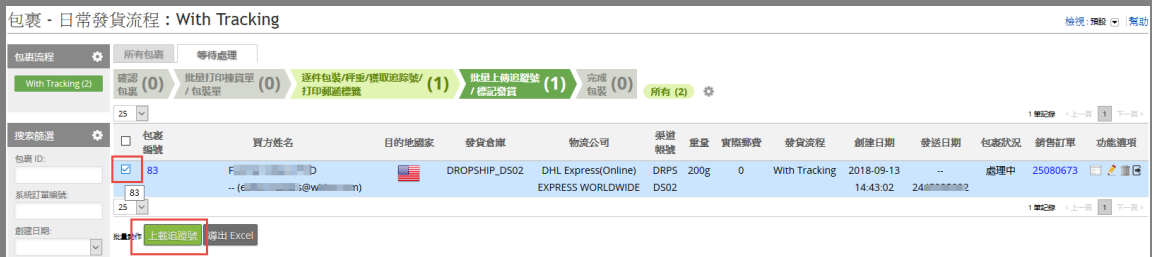 包裹 - 日常發貨流程：With Tracking
檢視 : 預設 | 幫助
包裹流程
With Tracking (2)
所有包裹 等待處理
確認包裹 (0)
批量打印揀貨單 / 包裝單 (0)
逐件包裝/秤重/獲取追踪號/打印郵遞標籤 (1)
批量上傳追蹤號 / 標記發貨 (1)
完成包裝 (0)
所有 (2)
25
1 筆記錄 <上一頁 1 下一頁>
搜索篩選
包裹 ID:
系統訂單編號:
創建日期:
包裹編號 買方姓名 目的地國家 發貨倉庫 物流公司 渠道帳號 重量 實際郵費 發貨流程 創建日期 發送日期 包裹狀況 銷售訂單 功能選項
83 DROPSHIP_DS02 DHL Express(Online) DRPS 200g 0 With Tracking 2018-09-13 -- 處理中 25080673
EXPRESS WORLDWIDE DS02 14:43:02
83
25
1 筆記錄 <上一頁 1 下一頁>
批量動作 上載追蹤號 導出 Excel